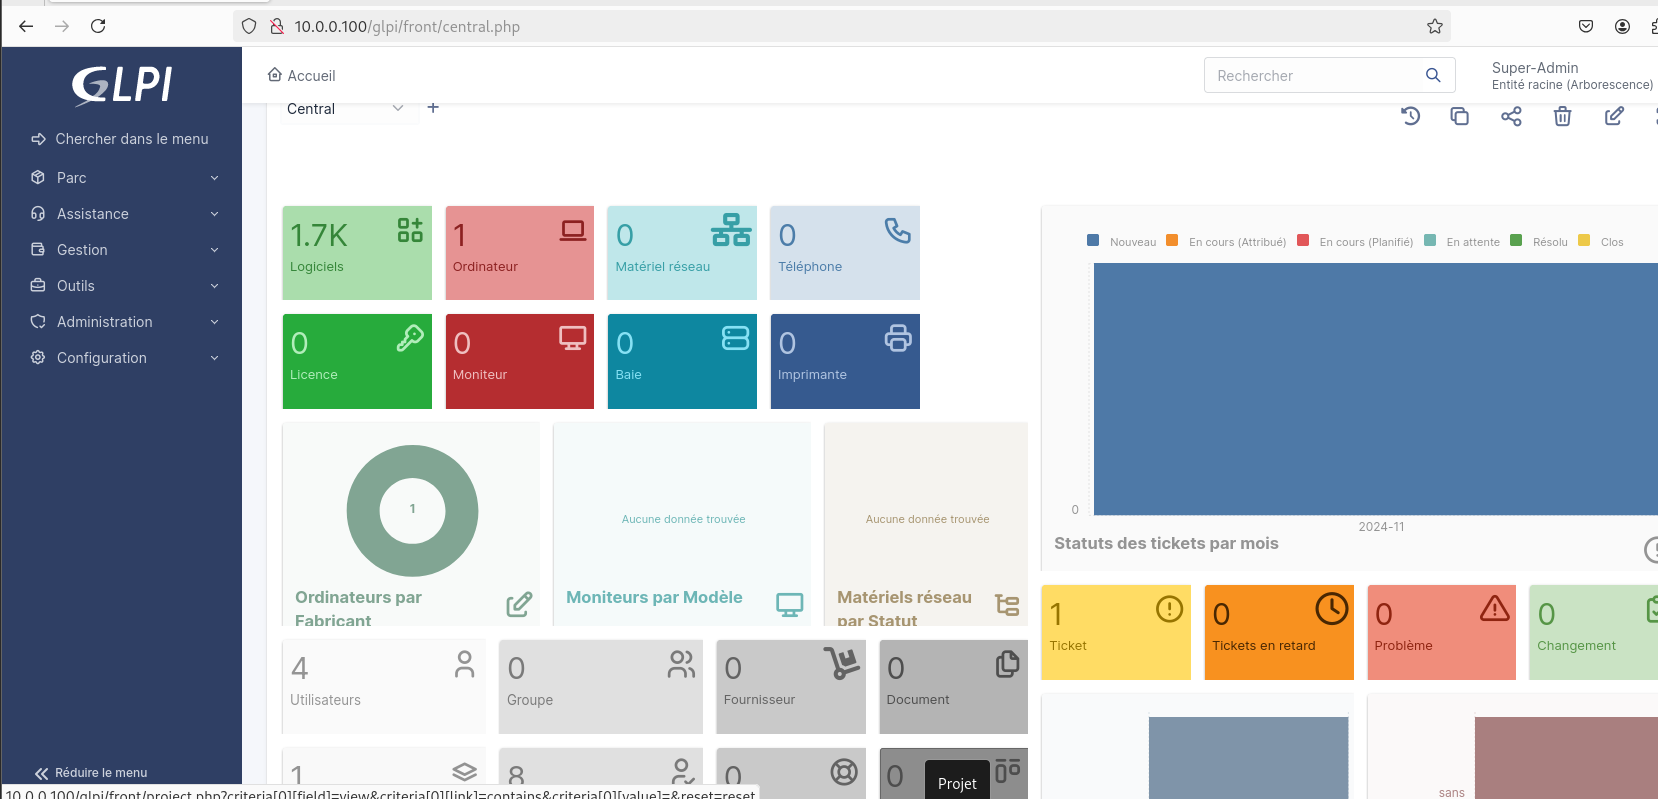 10.0.0.100/glpi/front/central.php
GLPI
Accueil
Rechercher
Super-Admin
Entité racine (Arborescence)
Central
Chercher dans le menu
Parc
Assistance
Gestion
Outils
Administration
Configuration
Réduire le menu
1.7K
Logiciels
1
Ordinateur
0
Matériel réseau
0
Téléphone
0
Licence
0
Moniteur
0
Baie
0
Imprimante
1
Ordinateurs par
Fabricant
Aucune donnée trouvée
Moniteurs par Modèle
Aucune donnée trouvée
Matériels réseau
par Statut
4
Utilisateurs
0
Groupe
0
Fournisseur
0
Document
1
8
0
0
Projet
Nouveau
En cours (Attribué)
En cours (Planifié)
En attente
Résolu
Clos
0
2024-11
Statuts des tickets par mois
1
Ticket
0
Tickets en retard
0
Problème
0
Changement
sans
10.0.0.100/glpi/front/project.php?criteria[0][field]=view&criteria[0][link]=contains&criteria[0][value]=&reset=reset